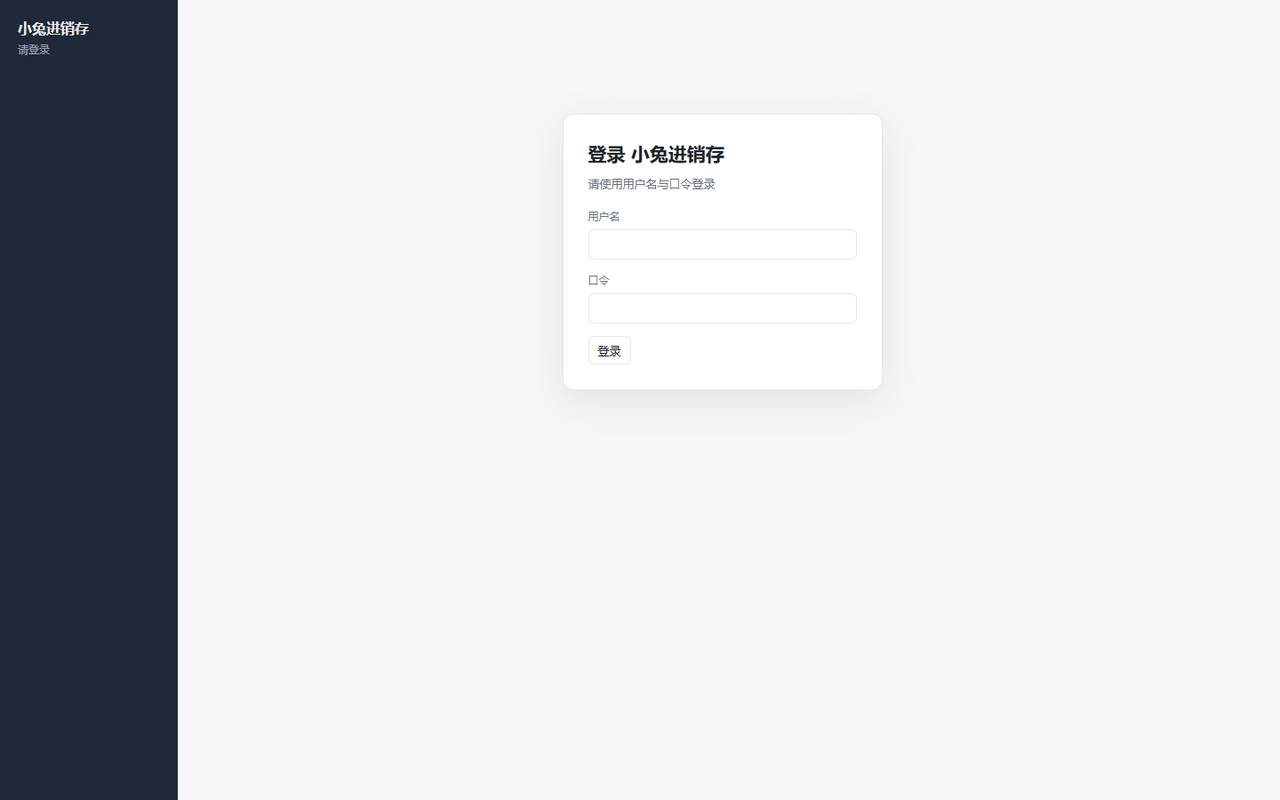 小兔进销存
请登录
登录 小兔进销存
请使用用户名与口令登录
用户名
口令
登录